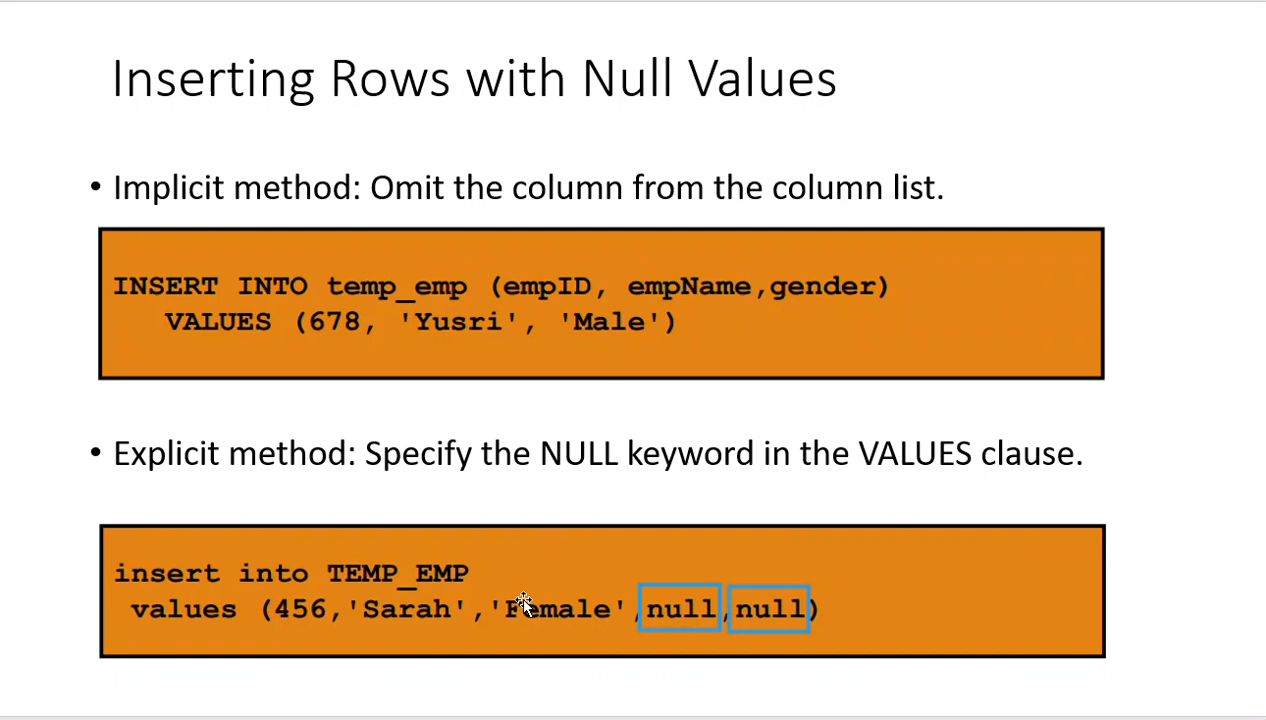 Inserting Rows with Null Values
• Implicit method: Omit the column from the column list.
INSERT INTO temp_emp (empID, empName,gender)
VALUES (678, 'Yusri', 'Male')
• Explicit method: Specify the NULL keyword in the VALUES clause.
insert into TEMP_EMP
values (456,'Sarah','Female',null,null)